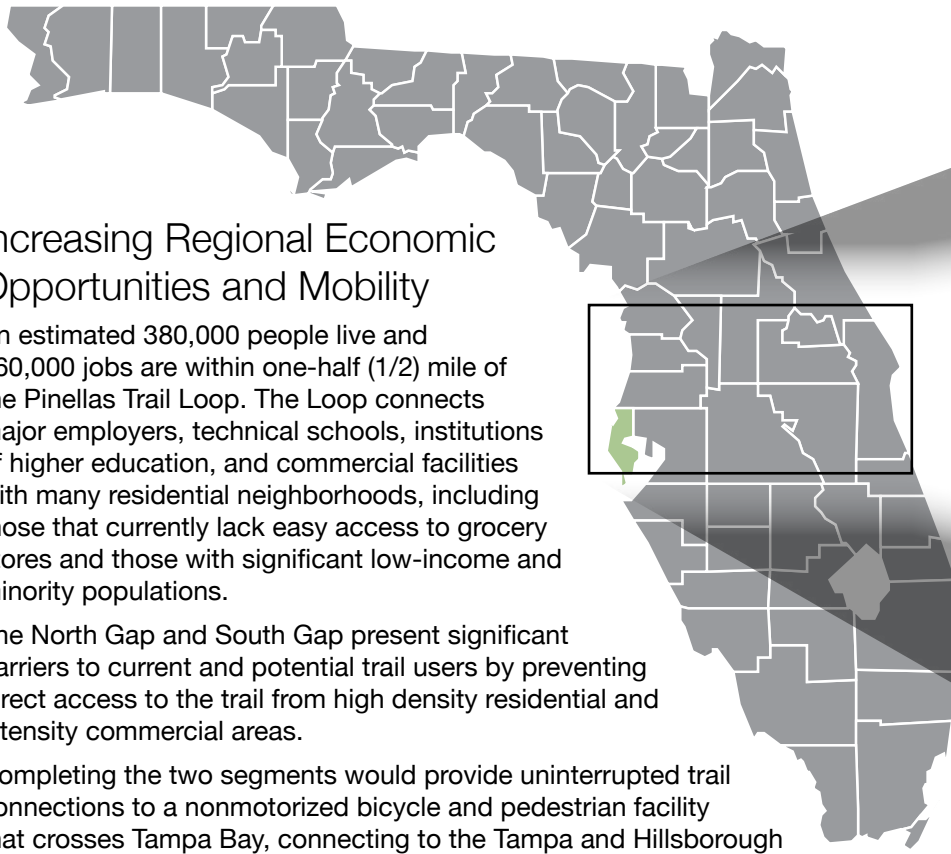 ncreasing Regional Economic
Opportunities and Mobility
n estimated 380,000 people live and
60,000 jobs are within one-half (1/2) mile of
he Pinellas Trail Loop. The Loop connects
ajor employers, technical schools, institutions
f higher education, and commercial facilities
ith many residential neighborhoods, including
hose that currently lack easy access to grocery
tores and those with significant low-income and
inority populations.
he North Gap and South Gap present significant
arriers to current and potential trail users by preventing
irect access to the trail from high density residential and
tensity commercial areas.
ompleting the two segments would provide uninterrupted trail
onnections to a nonmotorized bicycle and pedestrian facility
hat crosses Tampa Bay, connecting to the Tampa and Hillsborough